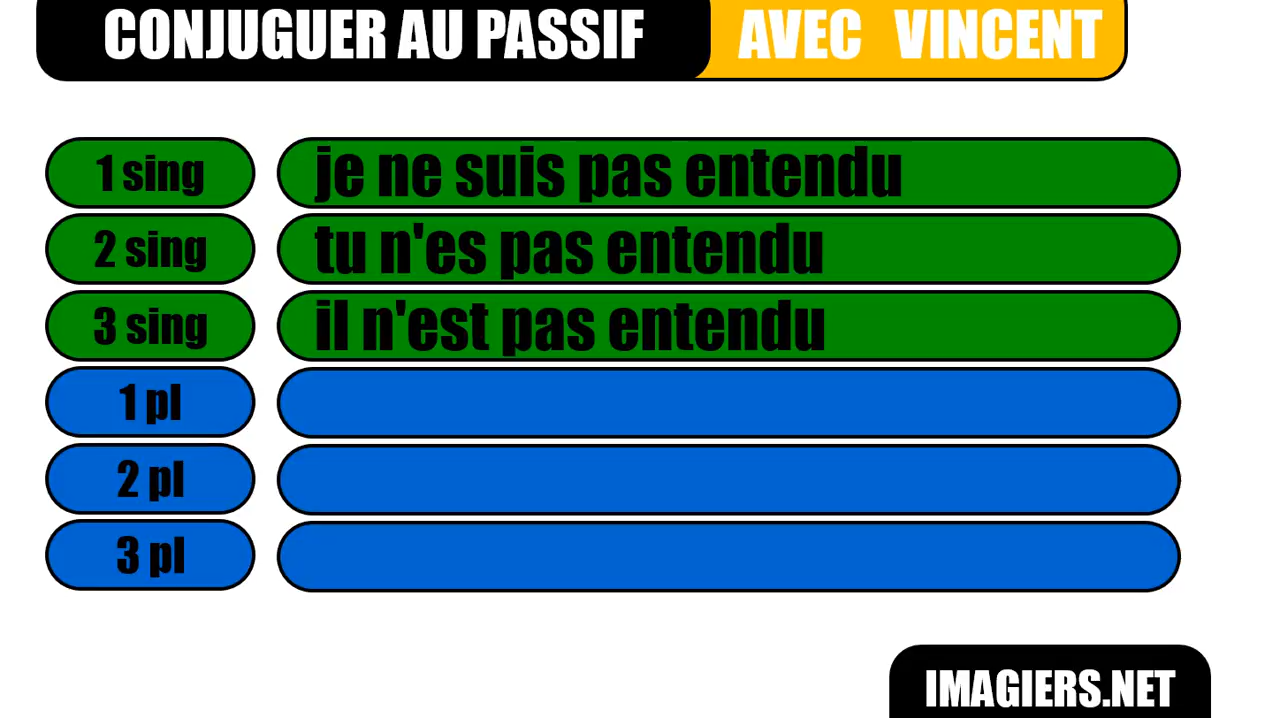 CONJUGUER AU PASSIF AVEC VINCENT
1 sing je ne suis pas entendu
2 sing tu n'es pas entendu
3 sing il n'est pas entendu
1 pl
2 pl
3 pl
IMAGIERS.NET